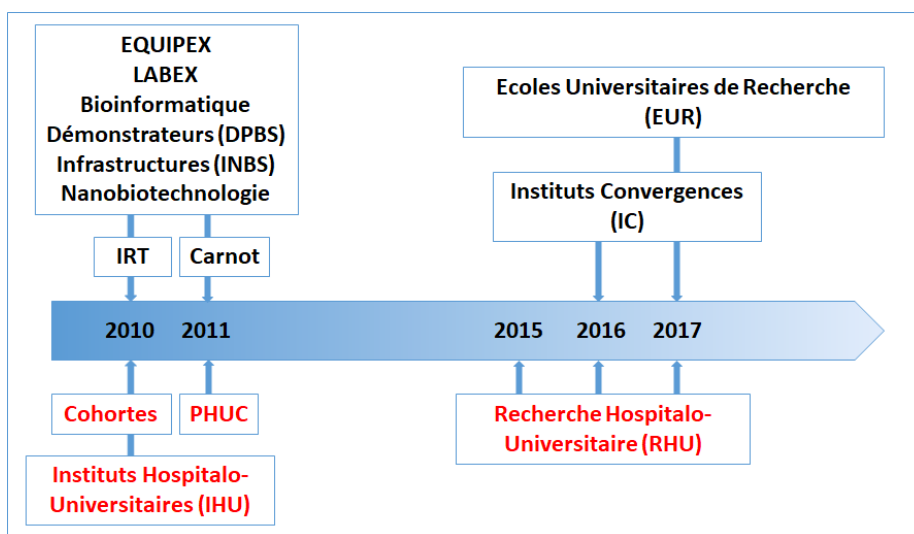 EQUIPEX
LABEX
Bioinformatique
Démonstrateurs (DPBS)
Infrastructures (INBS)
Nanobiotechnologie
Ecoles Universitaires de Recherche
(EUR)
Instituts Convergences
(IC)
IRT
Carnot
2010
2011
2015
2016
2017
Cohortes
PHUC
Recherche Hospitalo-
Universitaire (RHU)
Instituts Hospitalo-
Universitaires (IHU)